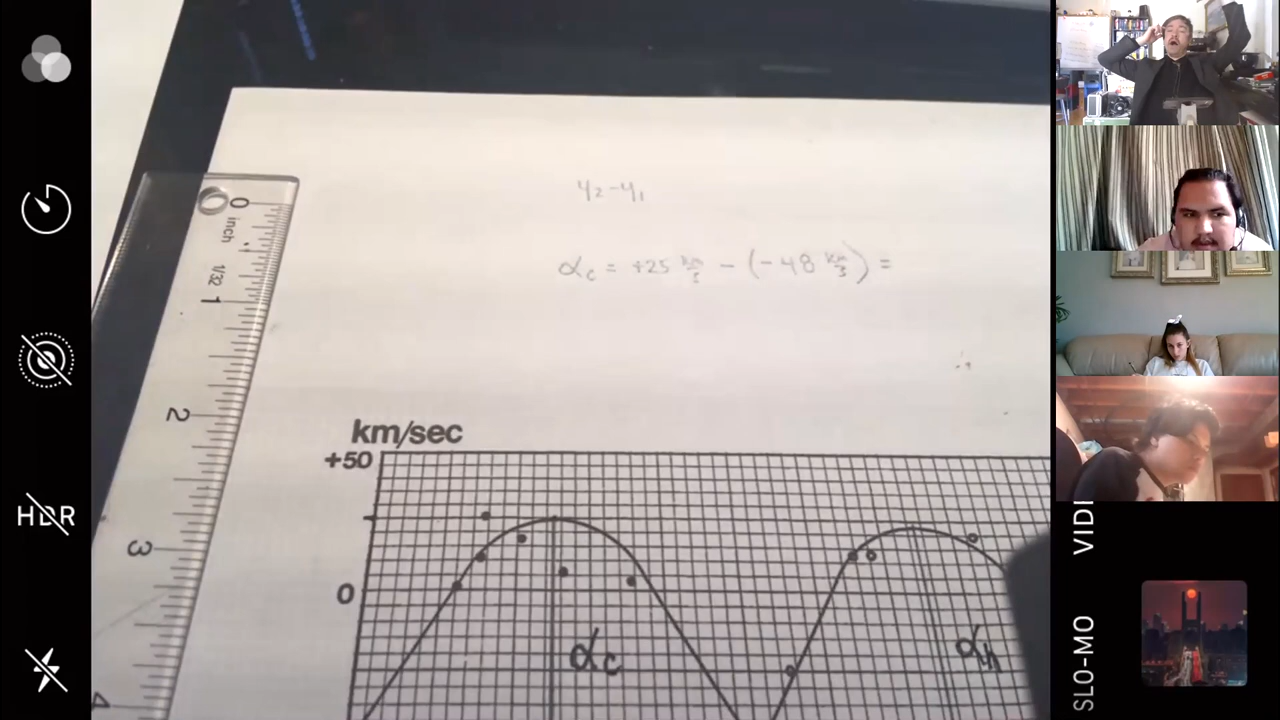 y₂-y₁
αc = +25 km/s - (-48 km/s) =
0
inch
1/32
1
2
3
4
km/sec
+50
0
αc
αh
HDR
VIDE
SLO-MO